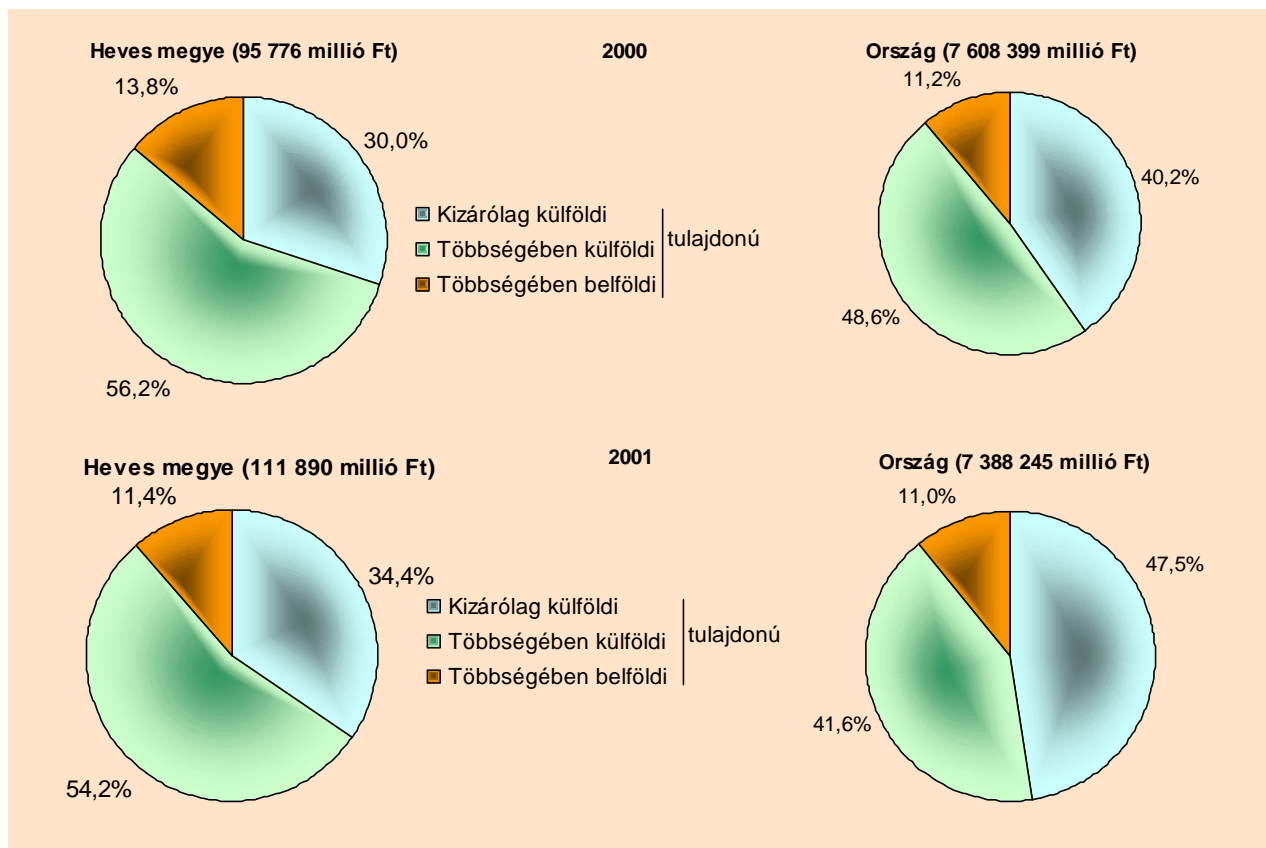 Heves megye (95 776 millió Ft)
2000
Ország (7 608 399 millió Ft)
13,8%
30,0%
56,2%
Kizárólag külföldi
Többségében külföldi
Többségében belföldi
tulajdonú
11,2%
40,2%
48,6%
Heves megye (111 890 millió Ft)
2001
Ország (7 388 245 millió Ft)
11,4%
34,4%
54,2%
Kizárólag külföldi
Többségében külföldi
Többségében belföldi
tulajdonú
11,0%
47,5%
41,6%